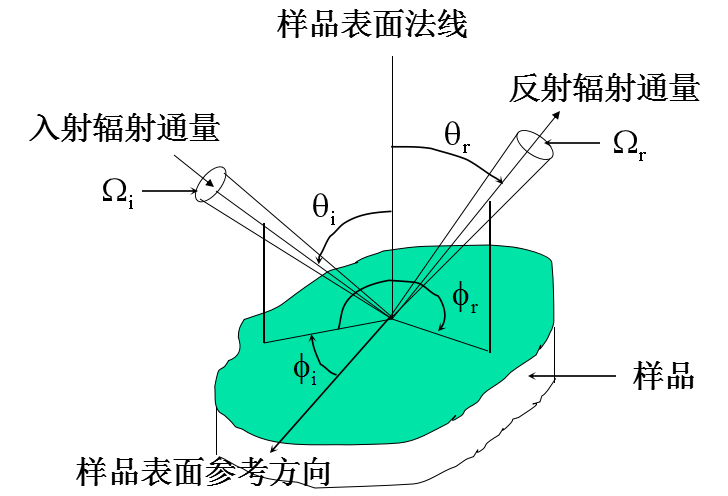 样品表面法线
反射辐射通量
入射辐射通量
θr
Ωr
Ωi
θi
ϕr
ϕi
样品
样品表面参考方向